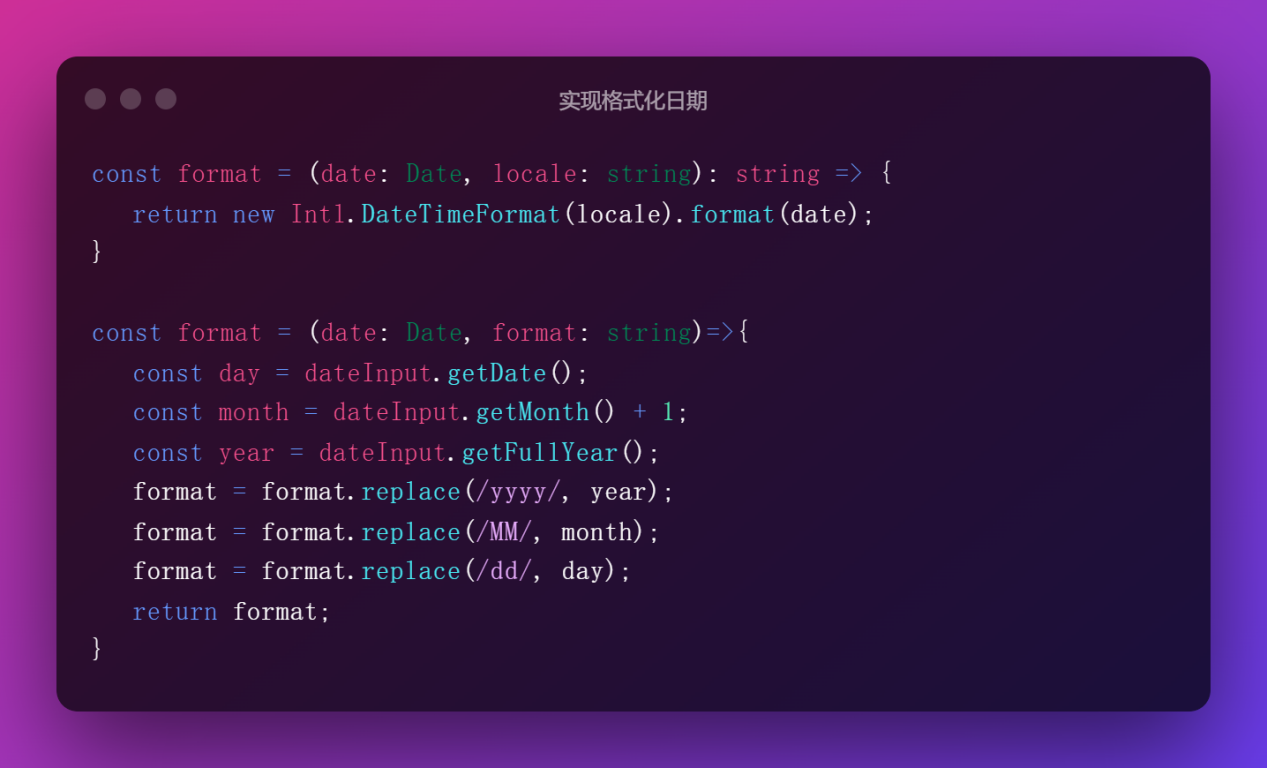 实现格式化日期
const format = (date: Date, locale: string): string => {
   return new Intl.DateTimeFormat(locale).format(date);
}

const format = (date: Date, format: string)=>{
   const day = dateInput.getDate();
   const month = dateInput.getMonth() + 1;
   const year = dateInput.getFullYear();
   format = format.replace(/yyyy/, year);
   format = format.replace(/MM/, month);
   format = format.replace(/dd/, day);
   return format;
}